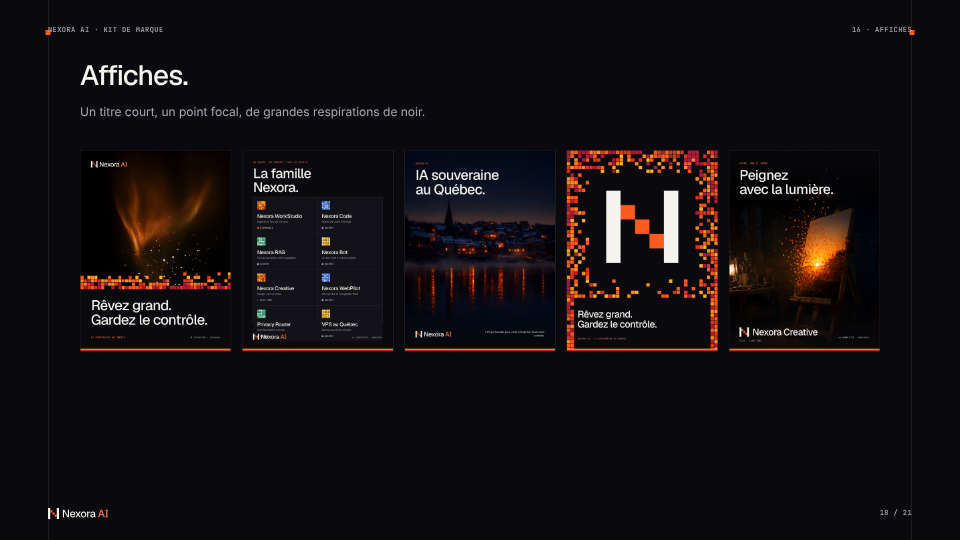 NEXORA AI · KIT DE MARQUE
16 · AFFICHES
Affiches.
Un titre court, un point focal, de grandes respirations de noir.
Nexora AI
Rêvez grand.
Gardez le contrôle.
La famille
Nexora.
Nexora WorkStudio
Nexora Code
Nexora RAG
Nexora Bot
Nexora Creative
Nexora WebPilot
Privacy Router
VPS au Québec
Nexora AI
IA souveraine
au Québec.
Nexora AI
Rêvez grand.
Gardez le contrôle.
Peignez
avec la lumière.
Nexora Creative
Nexora AI
18 / 21